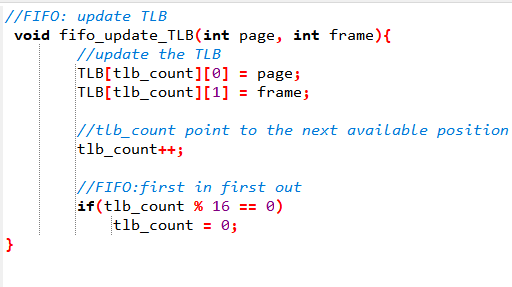 //FIFO: update TLB
void fifo_update_TLB(int page, int frame){
//update the TLB
TLB[tlb_count][0] = page;
TLB[tlb_count][1] = frame;
//tlb_count point to the next available position
tlb_count++;
//FIFO:first in first out
if(tlb_count % 16 == 0)
tlb_count = 0;
}